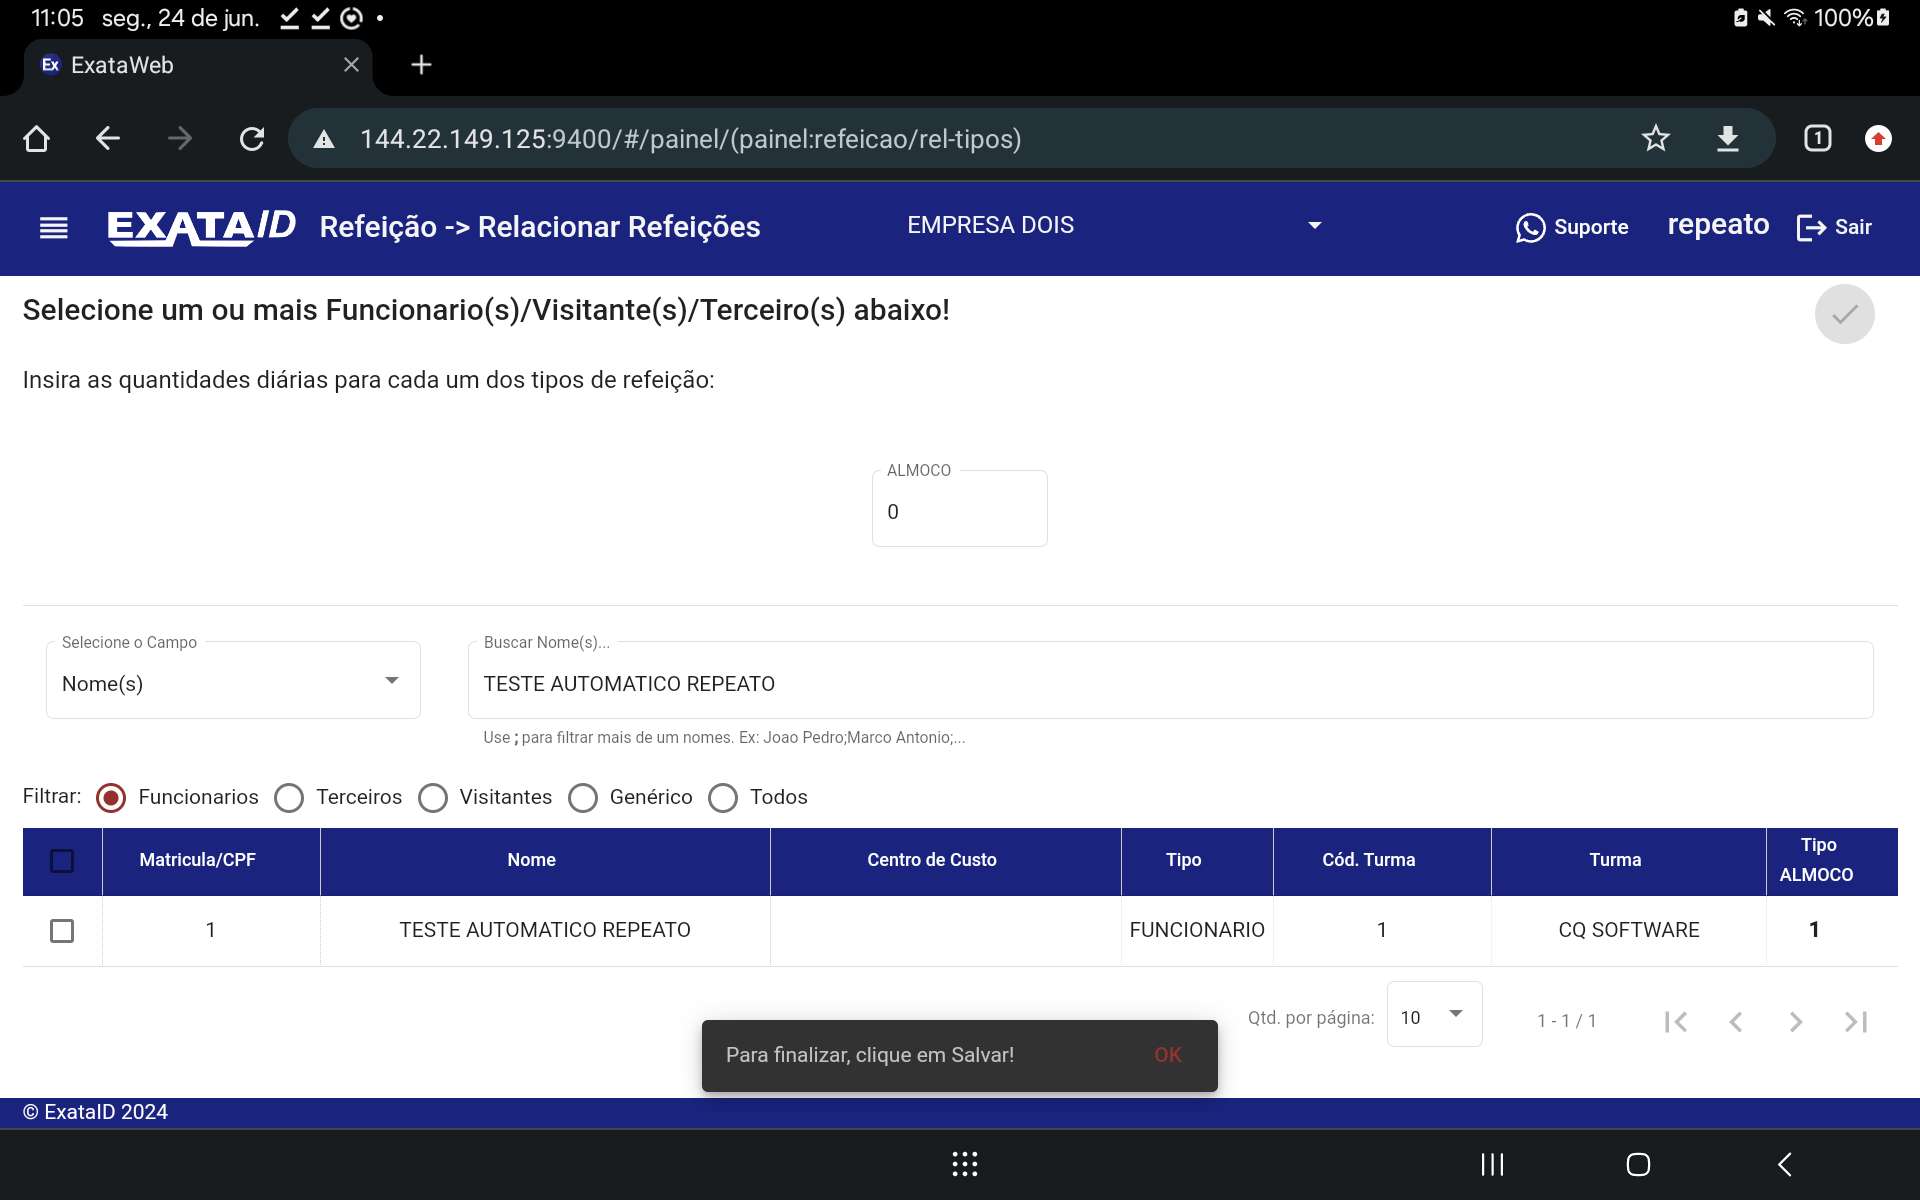 11:05 seg., 24 de jun. 100%
Ex ExataWeb
144.22.149.125:9400/#/painel/(painel:refeicao/rel-tipos) 1
EXATAID Refeição -> Relacionar Refeições EMPRESA DOIS Suporte repeato Sair
Selecione um ou mais Funcionario(s)/Visitante(s)/Terceiro(s) abaixo!
Insira as quantidades diárias para cada um dos tipos de refeição:
ALMOCO
0
Selecione o Campo Buscar Nome(s)...
Nome(s) TESTE AUTOMATICO REPEATO
Use ; para filtrar mais de um nomes. Ex: Joao Pedro;Marco Antonio;...
Filtrar: Funcionarios Terceiros Visitantes Genérico Todos
Matricula/CPF Nome Centro de Custo Tipo Cód. Turma Turma Tipo ALMOCO
1 TESTE AUTOMATICO REPEATO FUNCIONARIO 1 CQ SOFTWARE 1
Qtd. por página: 10 1 - 1 / 1
Para finalizar, clique em Salvar! OK
© ExataID 2024